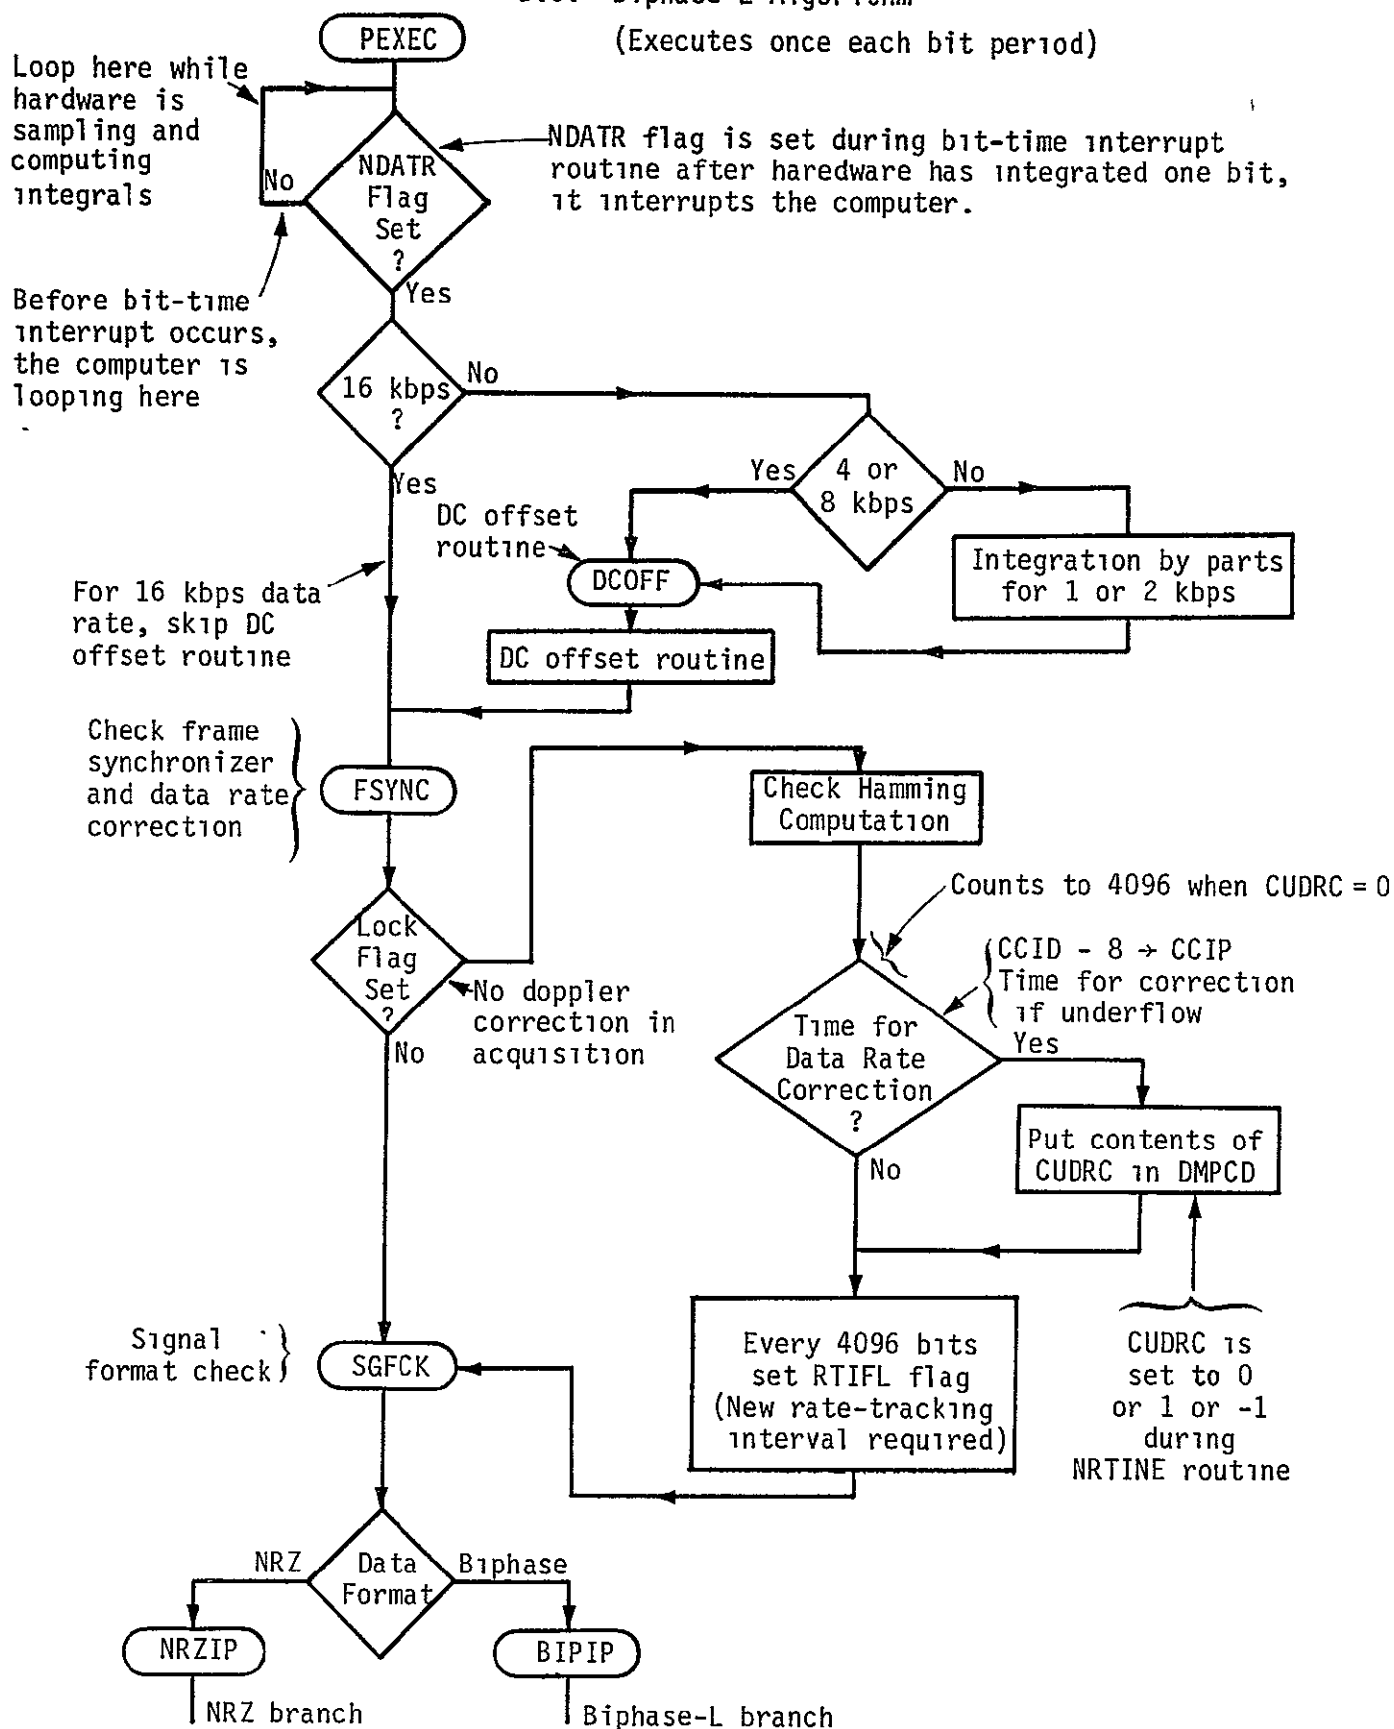 PEXEC
(Executes once each bit period)
Loop here while
hardware is
sampling and
computing
integrals
No
NDATR
Flag
Set
?
NDATR flag is set during bit-time interrupt
routine after haredware has integrated one bit,
it interrupts the computer.
Yes
Before bit-time
interrupt occurs,
the computer is
looping here
16 kbps
?
No
Yes
4 or
8 kbps
Yes
No
DC offset
routine
DCOFF
Integration by parts
for 1 or 2 kbps
DC offset routine
For 16 kbps data
rate, skip DC
offset routine
Check frame
synchronizer
and data rate
correction
FSYNC
Check Hamming
Computation
Counts to 4096 when CUDRC = 0
CCID - 8 → CCIP
Time for correction
if underflow
Lock
Flag
Set
?
No doppler
correction in
acquisition
No
Time for
Data Rate
Correction
?
Yes
No
Put contents of
CUDRC in DMPCD
Every 4096 bits
set RTIFL flag
(New rate-tracking
interval required)
CUDRC is
set to 0
or 1 or -1
during
NRTINE routine
Signal
format check
SGFCK
Data
Format
NRZ
Biphase
NRZIP
BIPIP
NRZ branch
Biphase-L branch